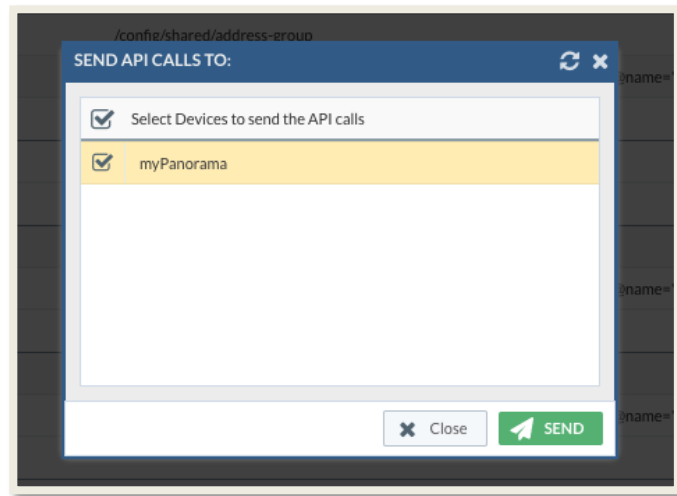 /config/shared/address-group
SEND API CALLS TO:
@name='
Select Devices to send the API calls
myPanorama
@name='
Close
SEND
@name='